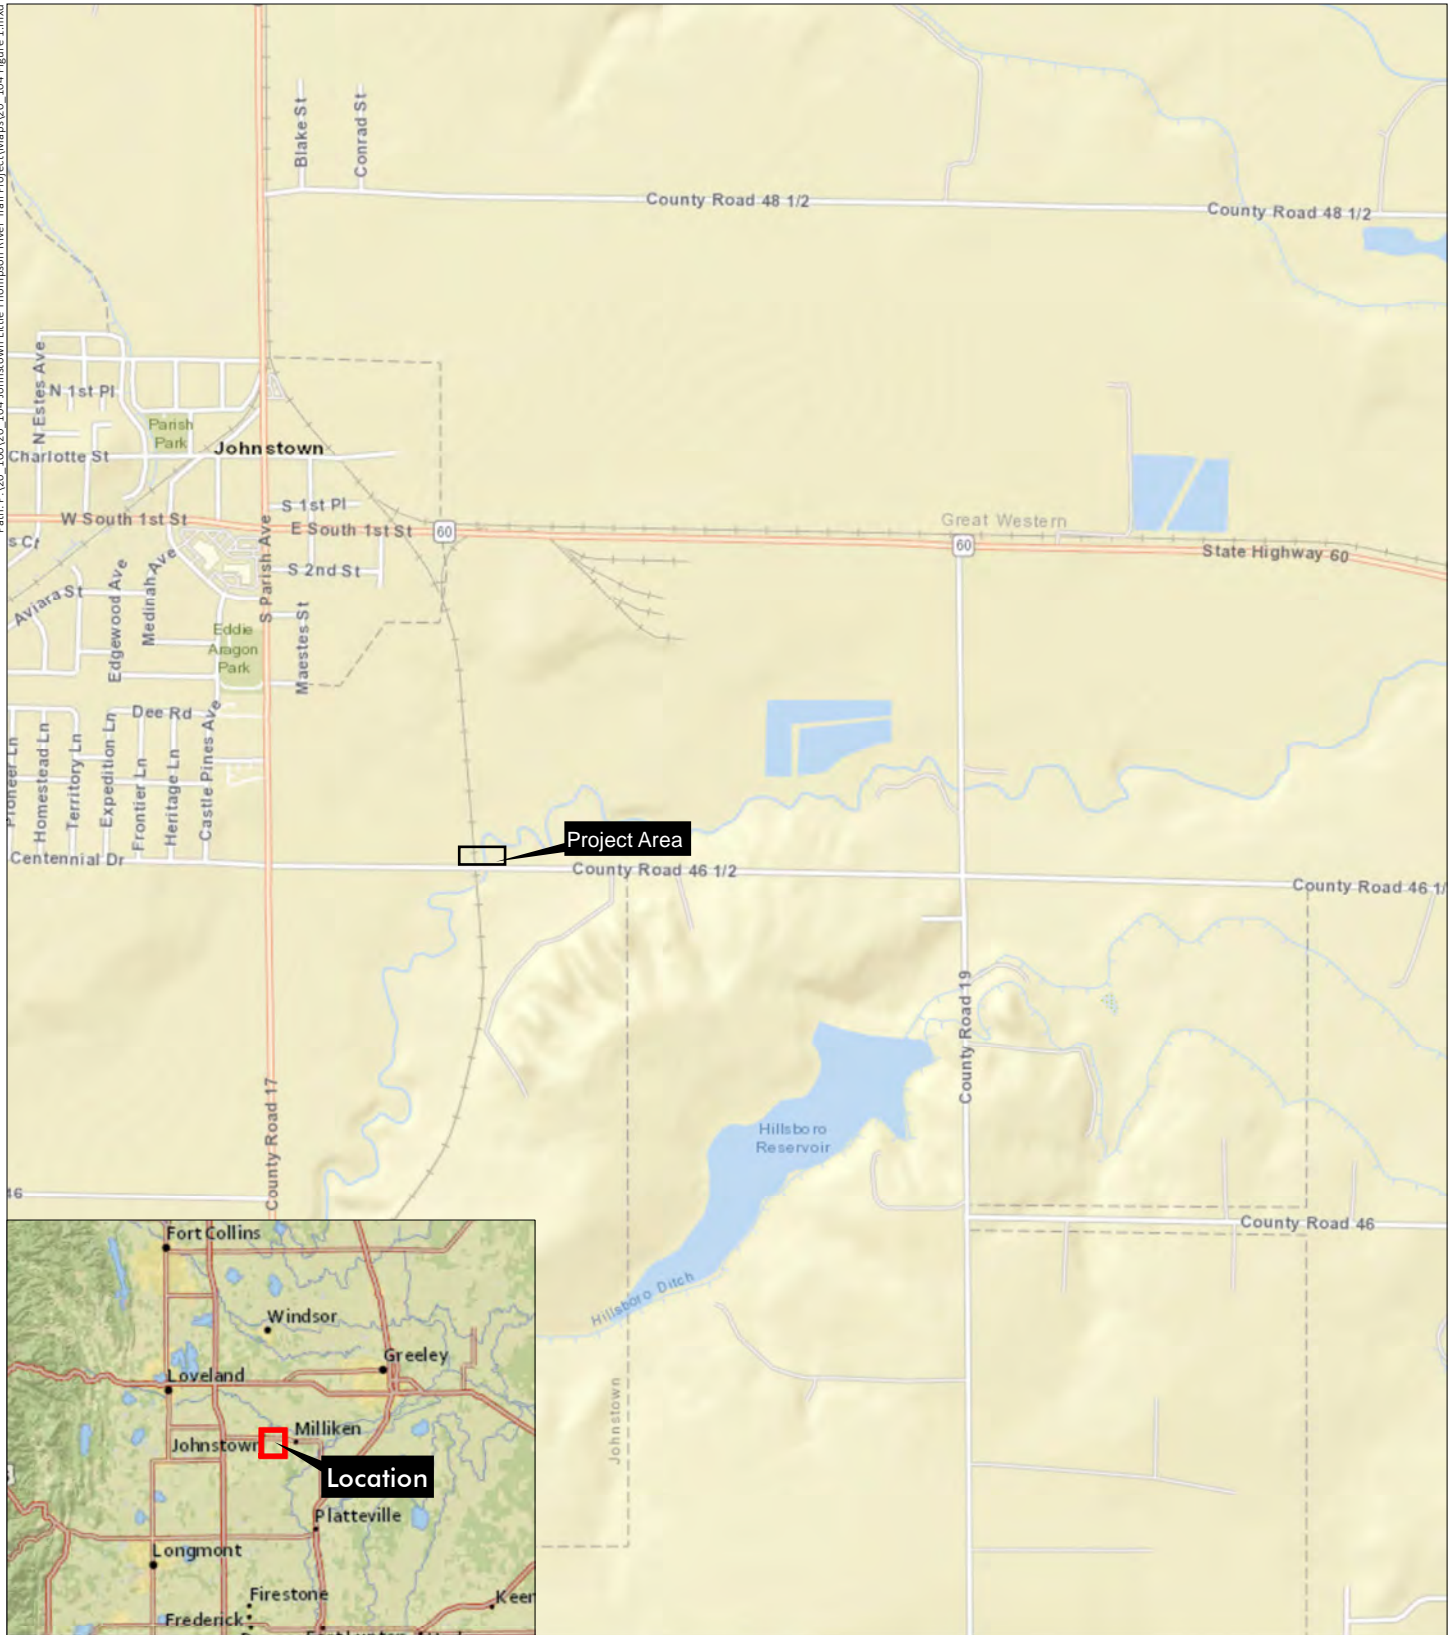 Blake St
Conrad St
County Road 48 1/2
County Road 48 1/2
N Estes Ave
N 1st Pl
Parish
Park
Johnstown
Charlotte St
S 1st Pl
W South 1st St
E South 1st St
60
Great Western
60
State Highway 60
s Ct
S 2nd St
S Parish Ave
Aviara St
Edgewood Ave
Medinah Ave
Eddie
Aragon
Park
Maestes St
Dee Rd
Pioneer Ln
Homestead Ln
Territory Ln
Expedition Ln
Frontier Ln
Heritage Ln
Castle Pines Ave
Centennial Dr
Project Area
County Road 46 1/2
County Road 46 1/
County Road 19
County Road 17
Hillsboro
Reservoir
46
County Road 46
Hillsboro Ditch
Johnstown
Fort Collins
Windsor
Greeley
Loveland
Milliken
Johnstown
Location
Platteville
Longmont
Firestone
Frederick
Keen